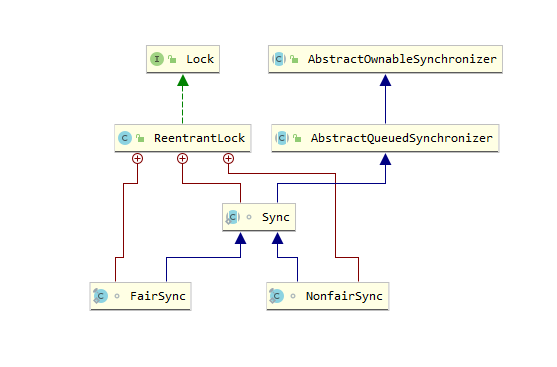 I Lock
C AbstractOwnableSynchronizer
C ReentrantLock
C AbstractQueuedSynchronizer
C Sync
C FairSync
C NonfairSync